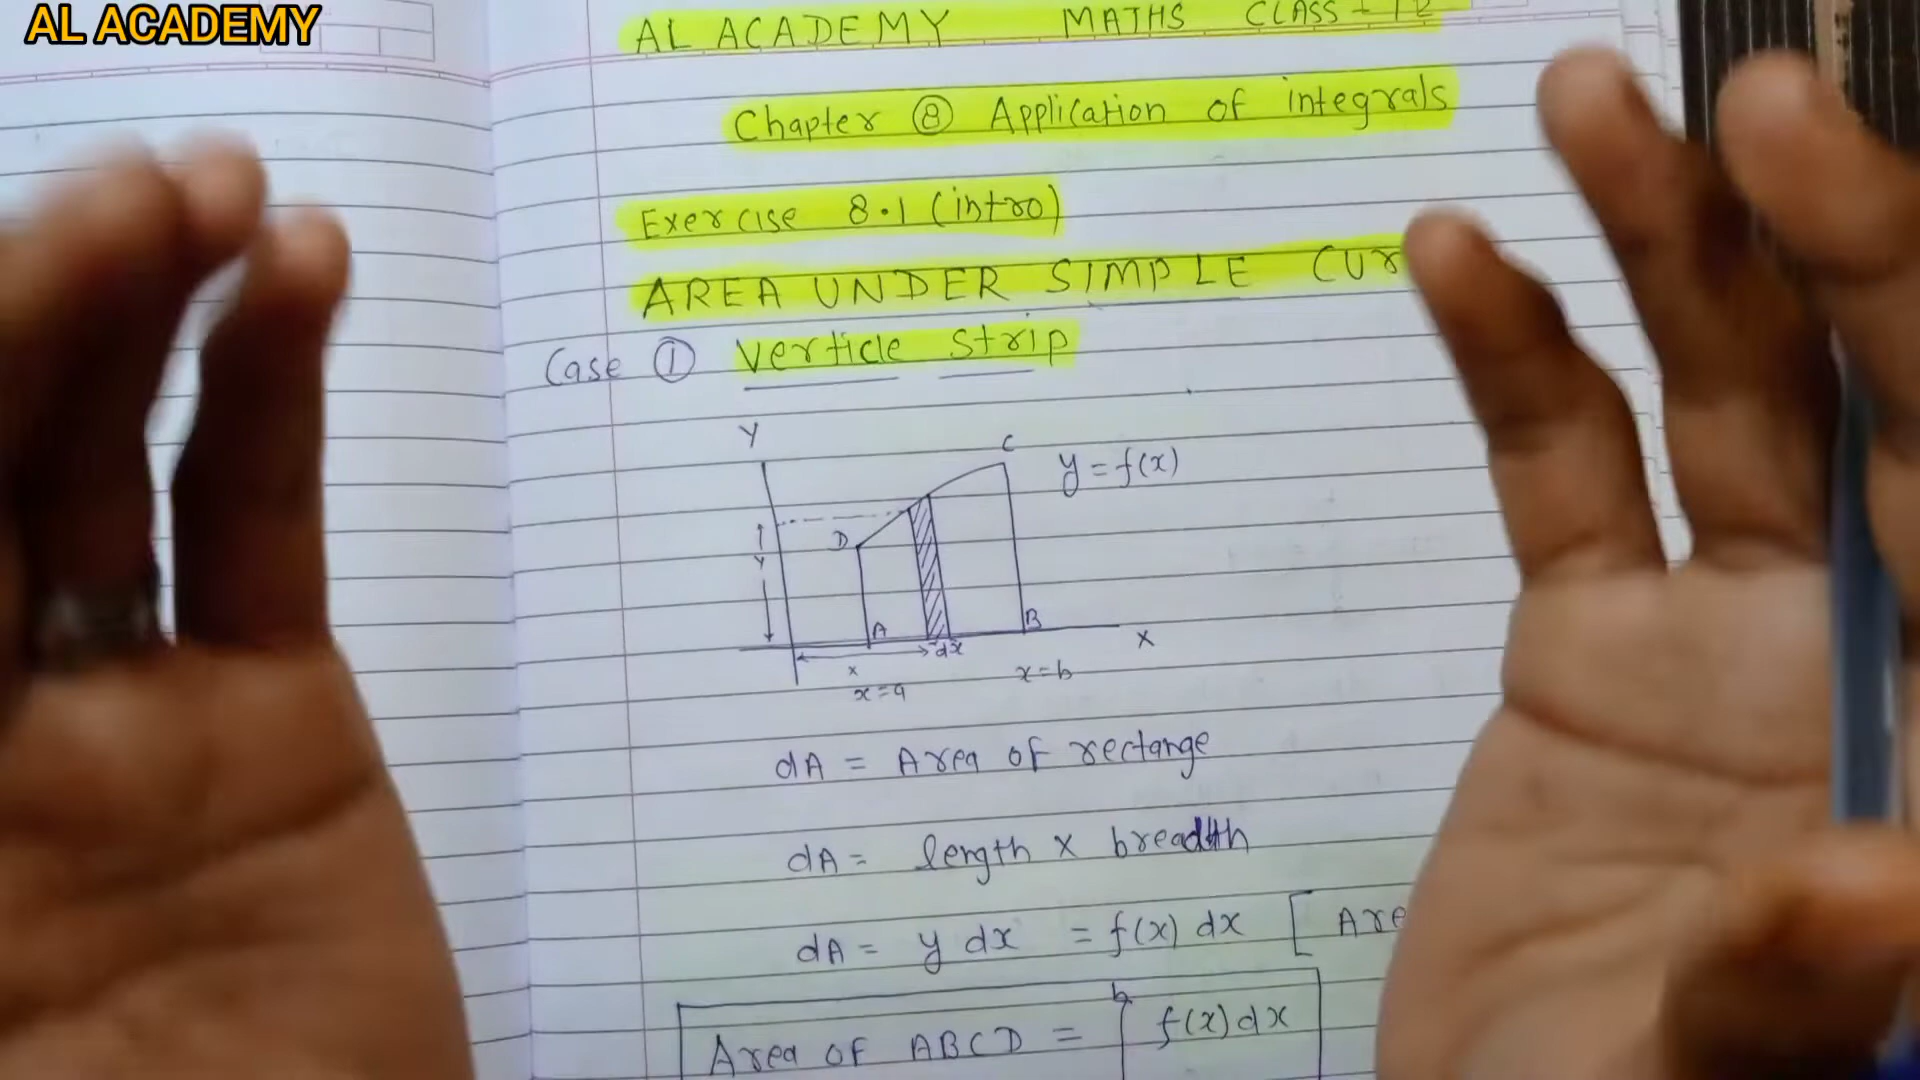 AL ACADEMY
AL ACADEMY MATHS CLASS - 12
Chapter ⑧ Application of integrals
Exercise 8.1 (intro)
AREA UNDER SIMPLE CUR
Case ① Verticle Strip
Y
C
y = f(x)
D
y
A
B
dx
X
x
x=a
x=b
dA = Area of rectange
dA = length x breadth
dA = y dx = f(x) dx [ Are
b
Area of ABCD = ∫ f(x) dx